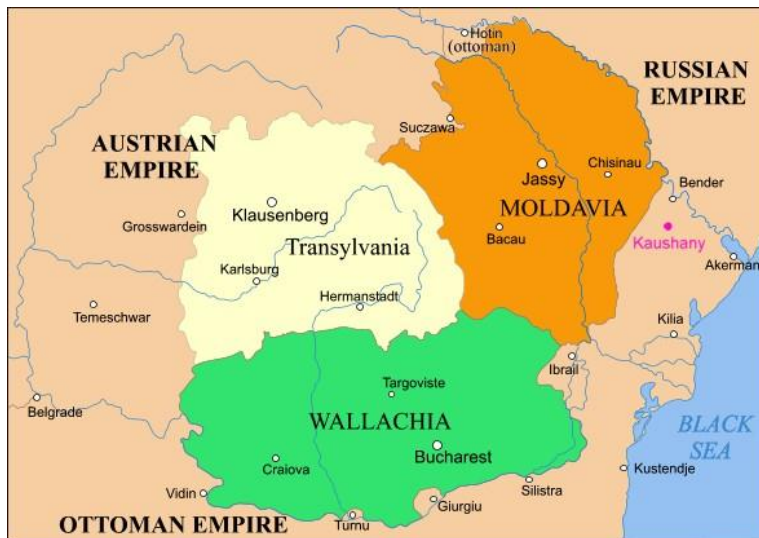 Hotin
(ottoman)
RUSSIAN
EMPIRE
Suczawa
AUSTRIAN
EMPIRE
Jassy
Chisinau
Bender
Klausenberg
MOLDAVIA
Grosswardein
Bacau
Kaushany
Transylvania
Akerman
Karlsburg
Hermanstadt
Temeschwar
Kilia
Ibrail
Targoviste
Belgrade
WALLACHIA
BLACK
SEA
Bucharest
Craiova
Kustendje
Silistra
Vidin
Giurgiu
OTTOMAN EMPIRE
Turnu